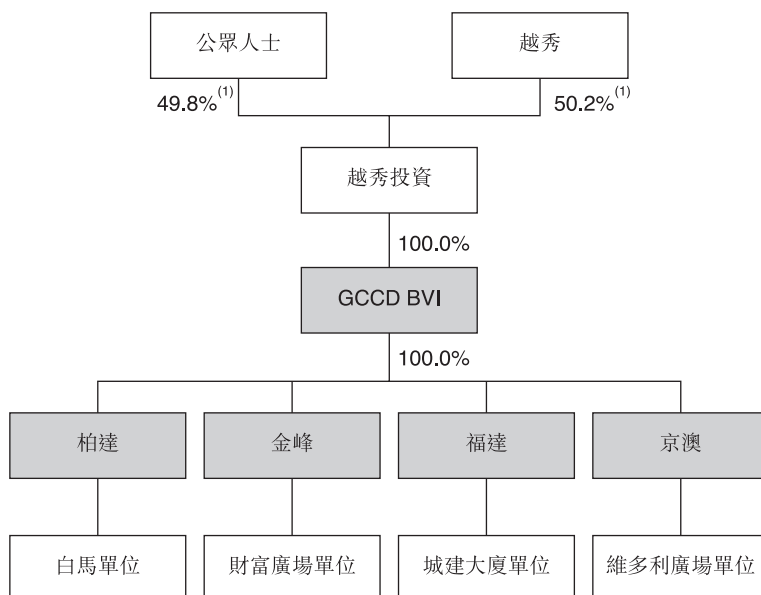 公眾人士
越秀
49.8%(1)
50.2%(1)
越秀投資
100.0%
GCCD BVI
100.0%
柏達
金峰
福達
京澳
白馬單位
財富廣場單位
城建大廈單位
維多利廣場單位